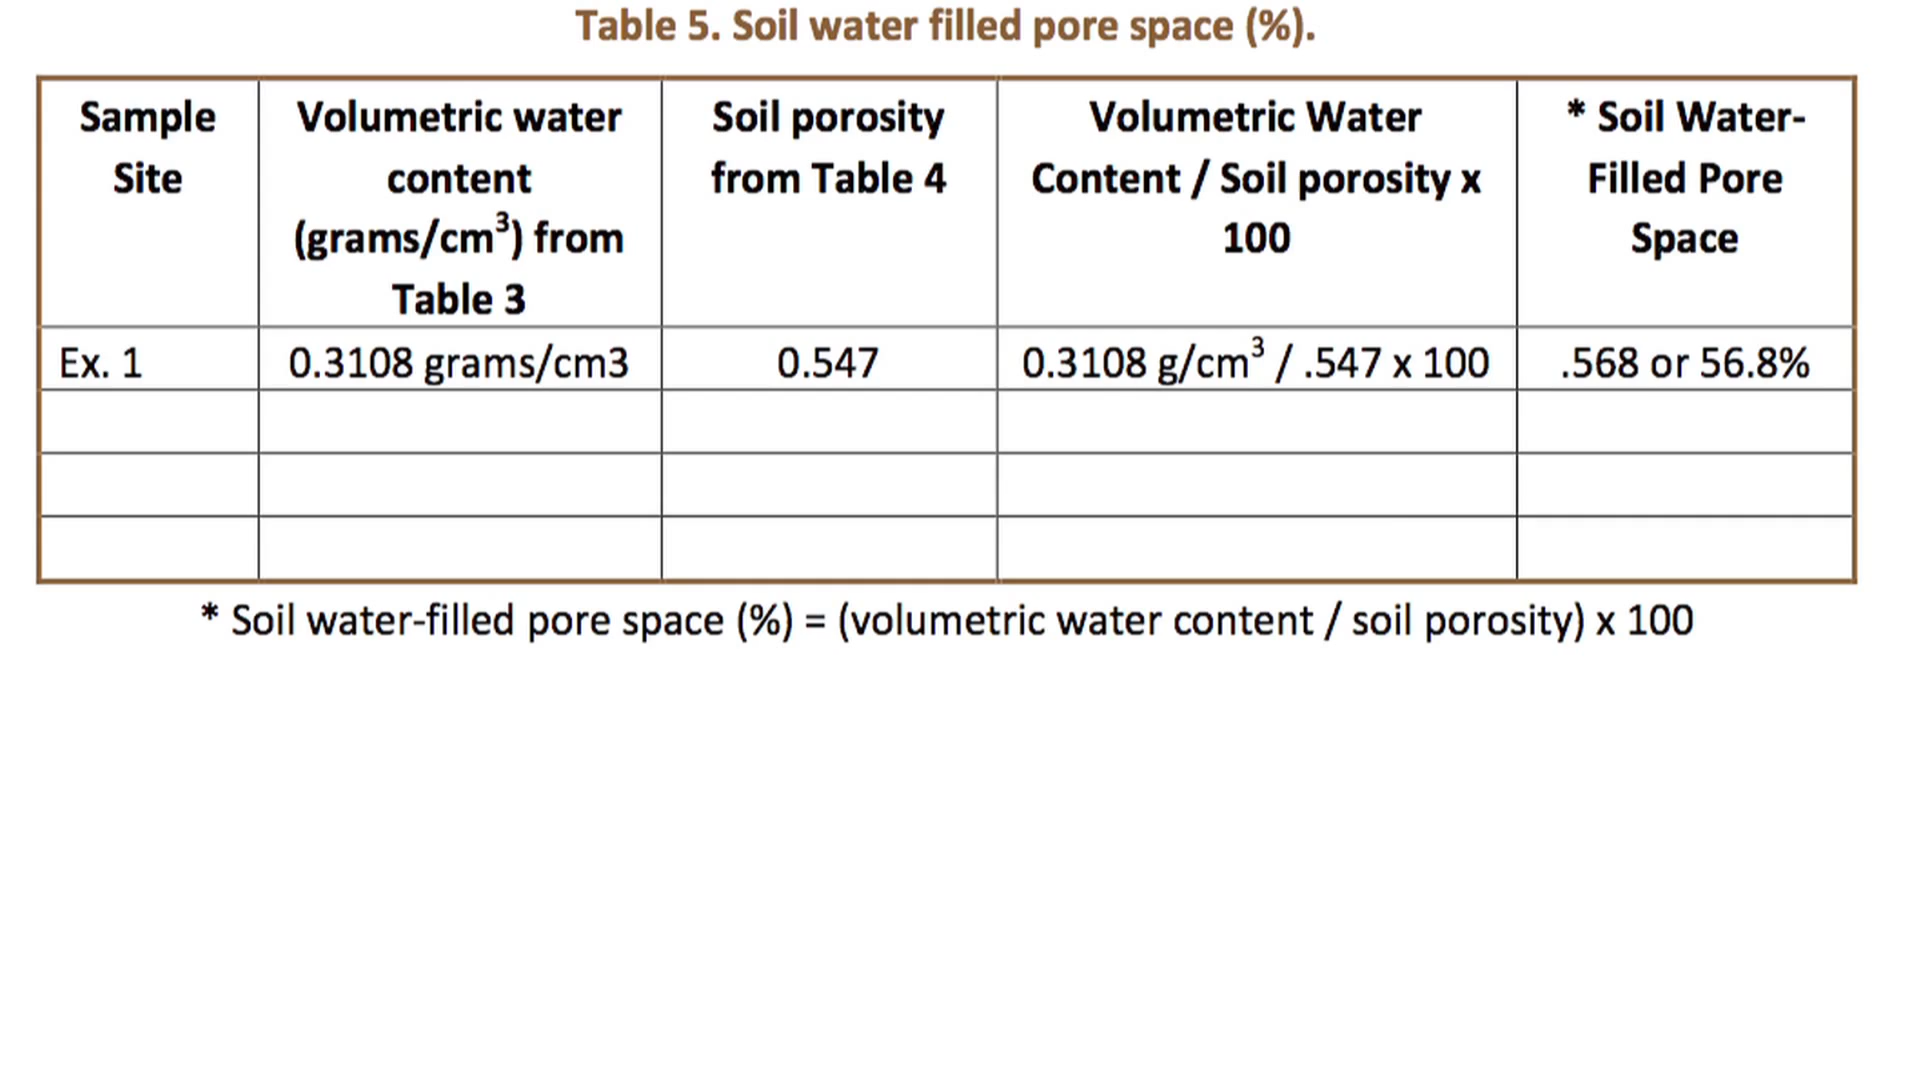 Table 5. Soil water filled pore space (%).
Sample Site | Volumetric water content (grams/cm³) from Table 3 | Soil porosity from Table 4 | Volumetric Water Content / Soil porosity x 100 | * Soil Water-Filled Pore Space
Ex. 1 | 0.3108 grams/cm3 | 0.547 | 0.3108 g/cm³ / .547 x 100 | .568 or 56.8%
* Soil water-filled pore space (%) = (volumetric water content / soil porosity) x 100